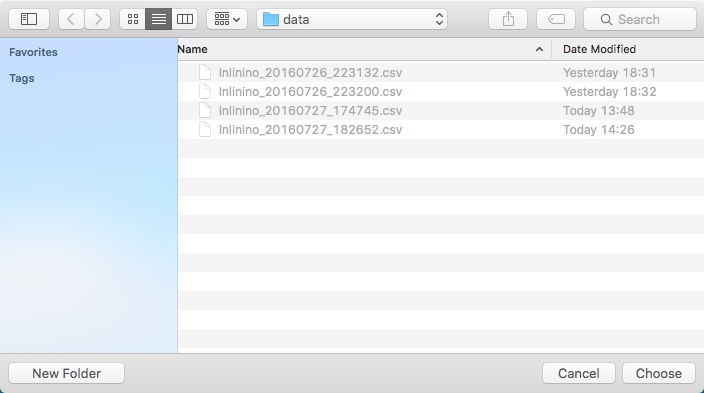 data
Search
Favorites
Tags
Name Date Modified
Inlinino_20160726_223132.csv Yesterday 18:31
Inlinino_20160726_223200.csv Yesterday 18:32
Inlinino_20160727_174745.csv Today 13:48
Inlinino_20160727_182652.csv Today 14:26
New Folder Cancel Choose